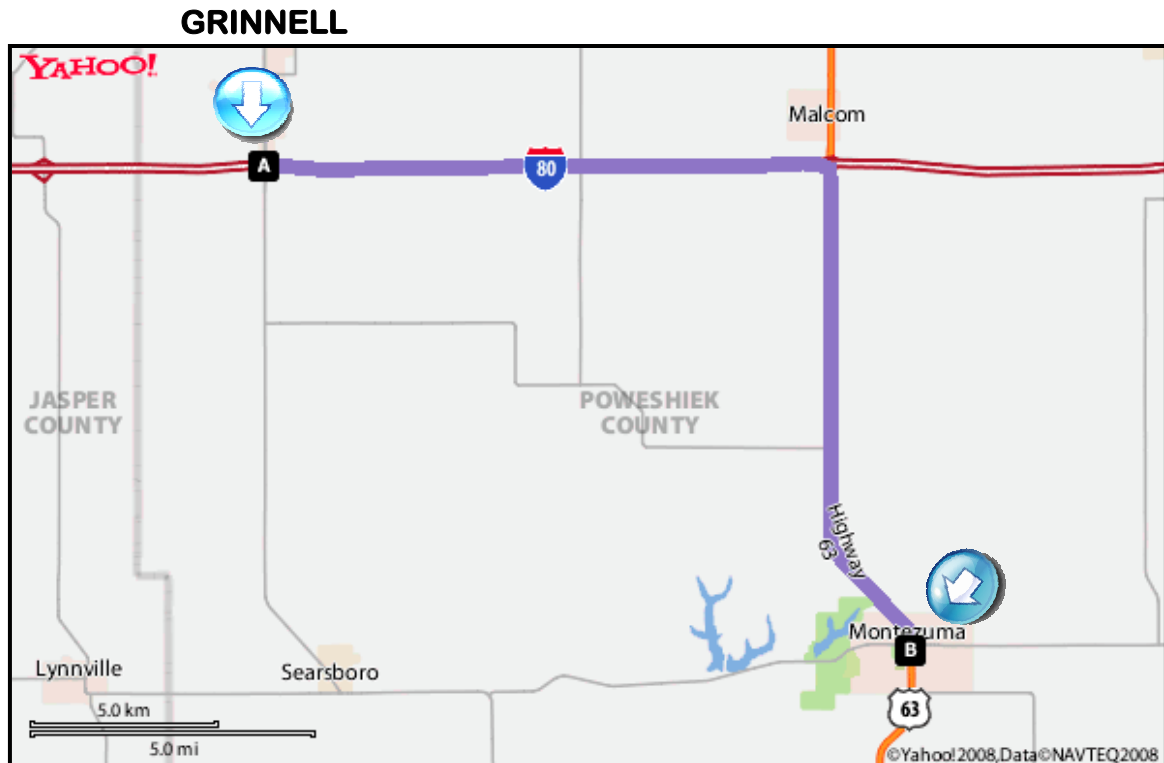 GRINNELL
YAHOO!
Malcom
A
80
JASPER
COUNTY
POWESHIEK
COUNTY
Highway
63
Montezuma
B
Lynnville
Searsboro
5.0 km
63
5.0 mi
©Yahoo!2008,Data©NAVTEQ2008